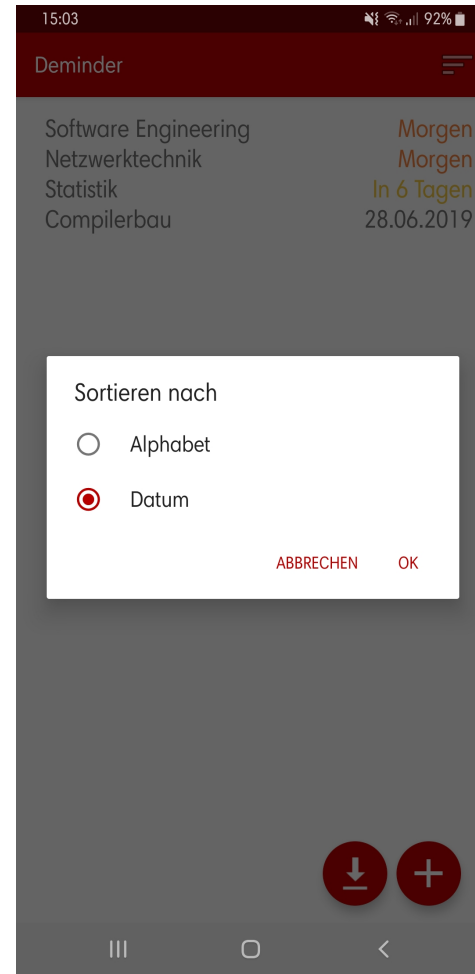 15:03 92%
Deminder
Software Engineering Morgen
Netzwerktechnik Morgen
Statistik In 6 Tagen
Compilerbau 28.06.2019
Sortieren nach
Alphabet
Datum
ABBRECHEN OK